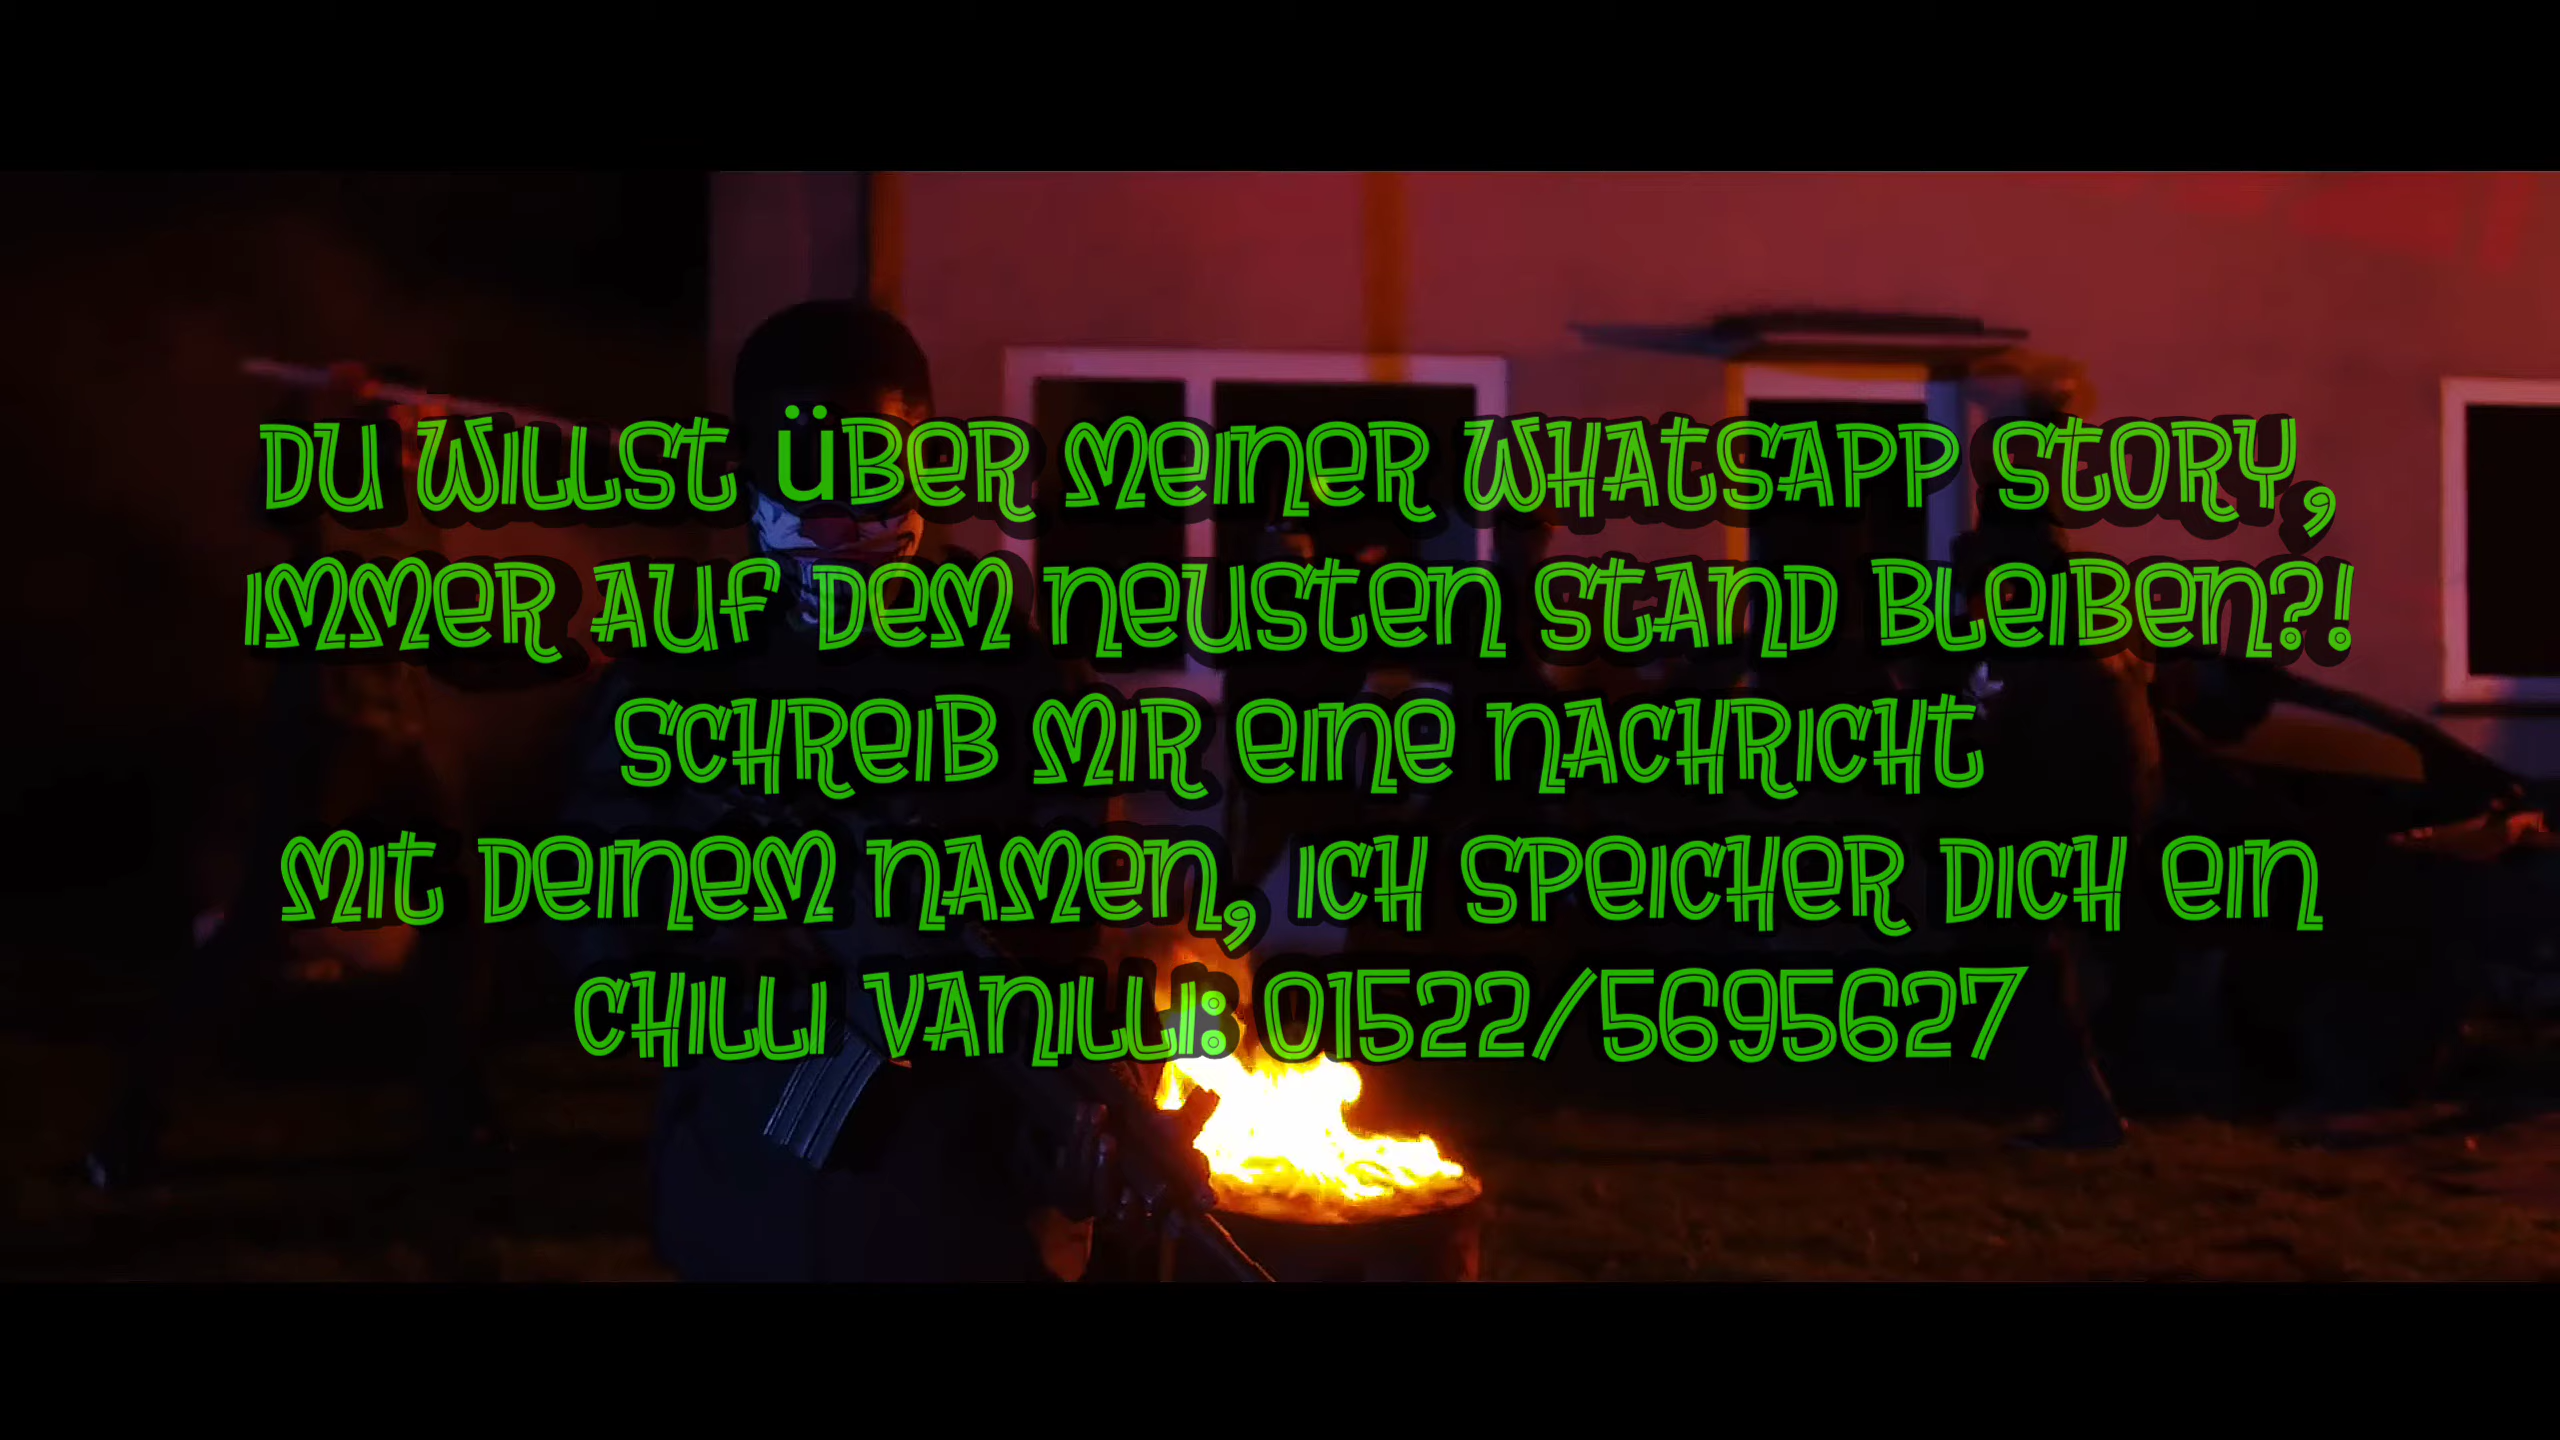 DU WILLST ÜBER MEINER WHATSAPP STORY,
IMMER AUF DEM NEUSTEN STAND BLEIBEN?!
SCHREIB MIR EINE NACHRICHT
MIT DEINEM NAMEN, ICH SPEICHER DICH EIN
CHILLI VANILLI: 01522/5695627